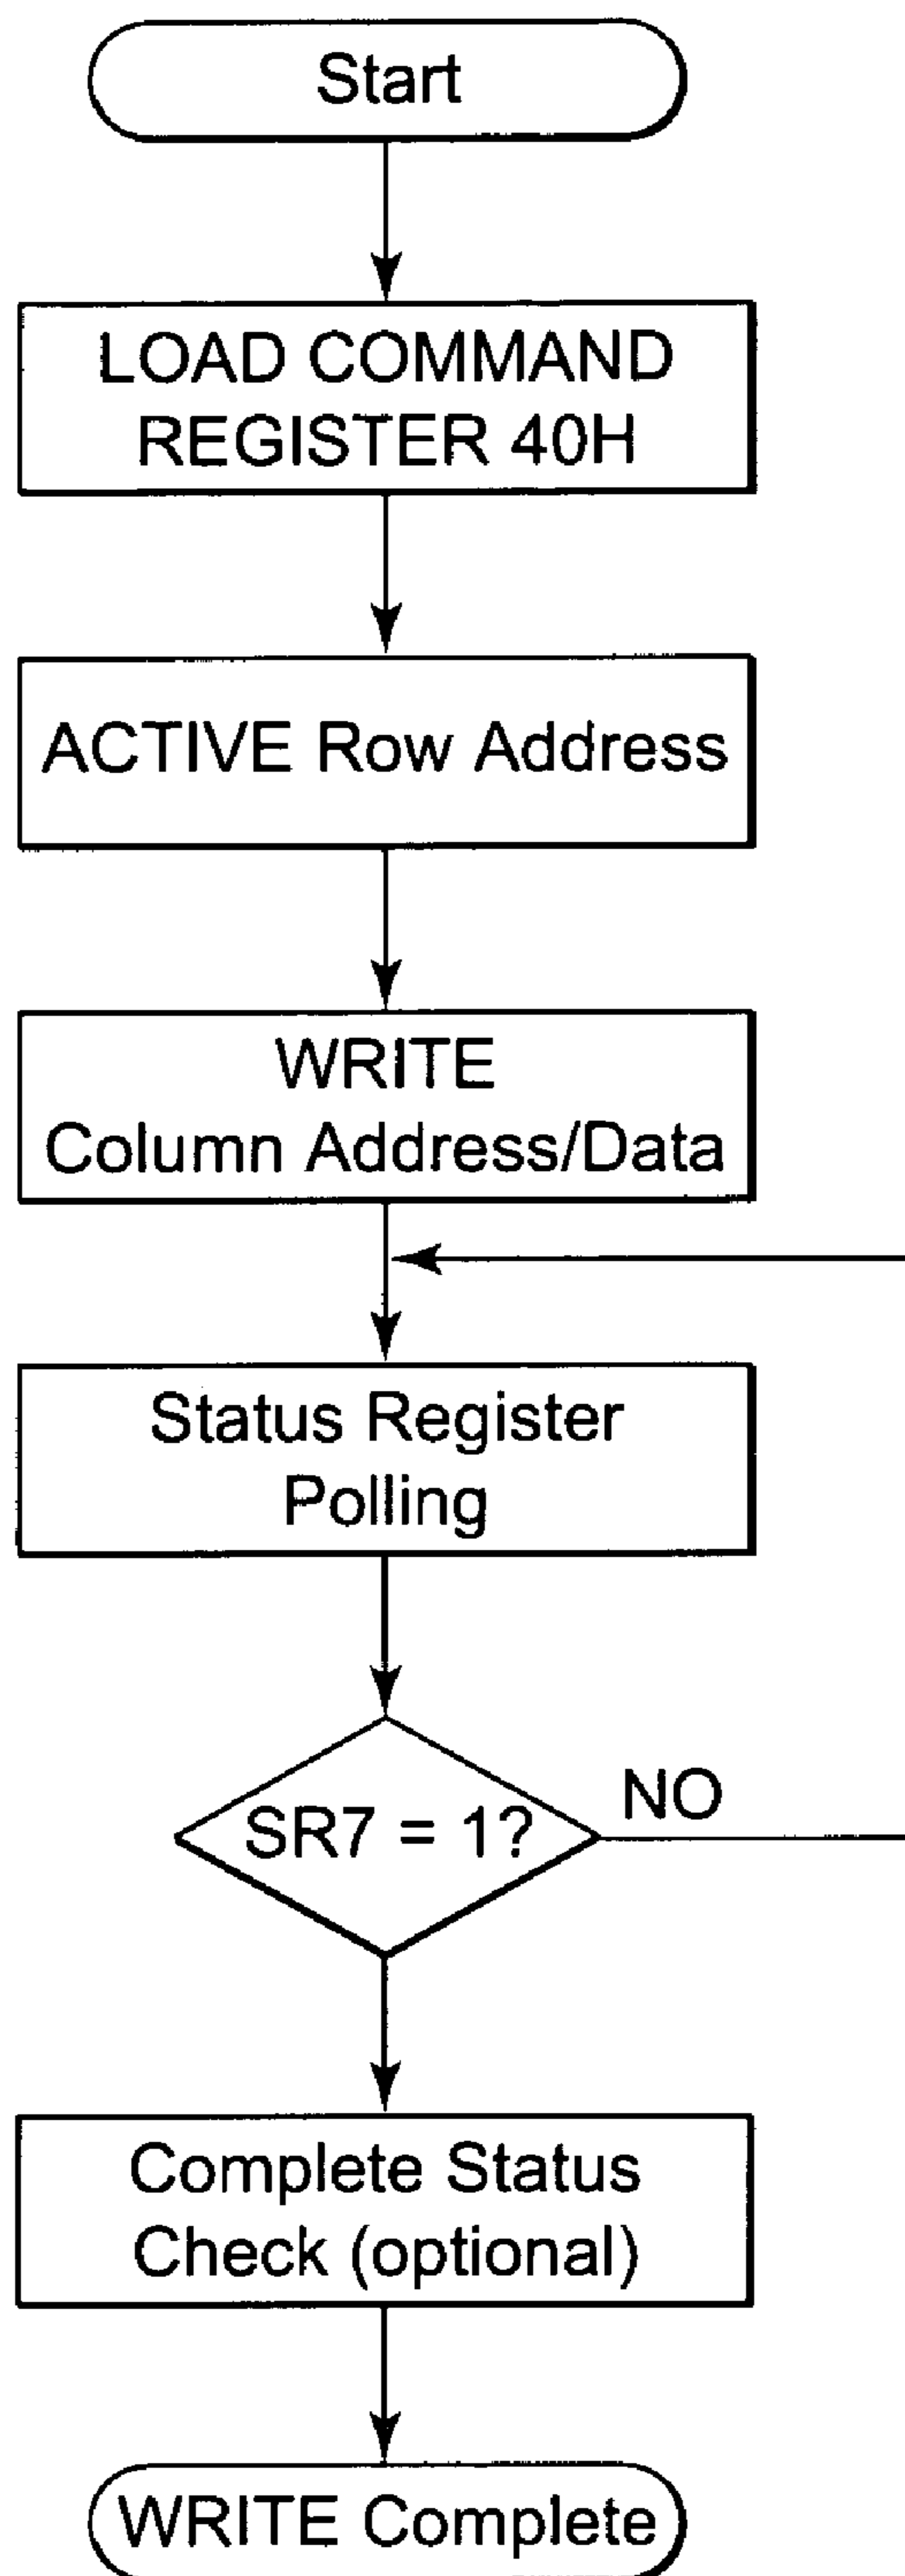 Start
LOAD COMMAND
REGISTER 40H
ACTIVE Row Address
WRITE
Column Address/Data
Status Register
Polling
SR7 = 1?
NO
Complete Status
Check (optional)
WRITE Complete